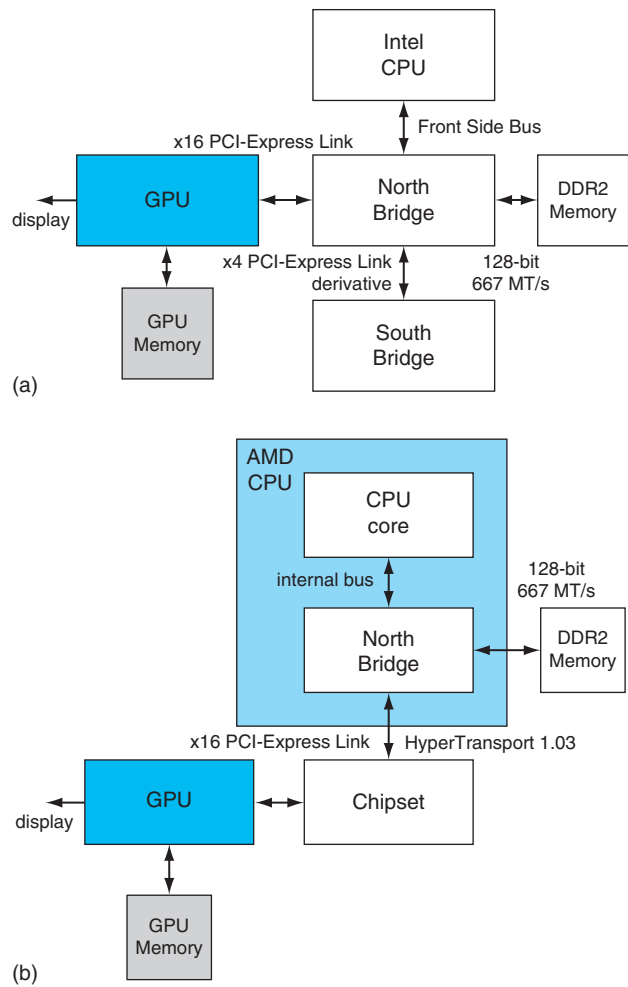 Intel
CPU
Front Side Bus
x16 PCI-Express Link
GPU
North
Bridge
DDR2
Memory
display
x4 PCI-Express Link
derivative
128-bit
667 MT/s
GPU
Memory
South
Bridge
(a)
AMD
CPU
CPU
core
internal bus
128-bit
667 MT/s
North
Bridge
DDR2
Memory
x16 PCI-Express Link
HyperTransport 1.03
GPU
Chipset
display
GPU
Memory
(b)